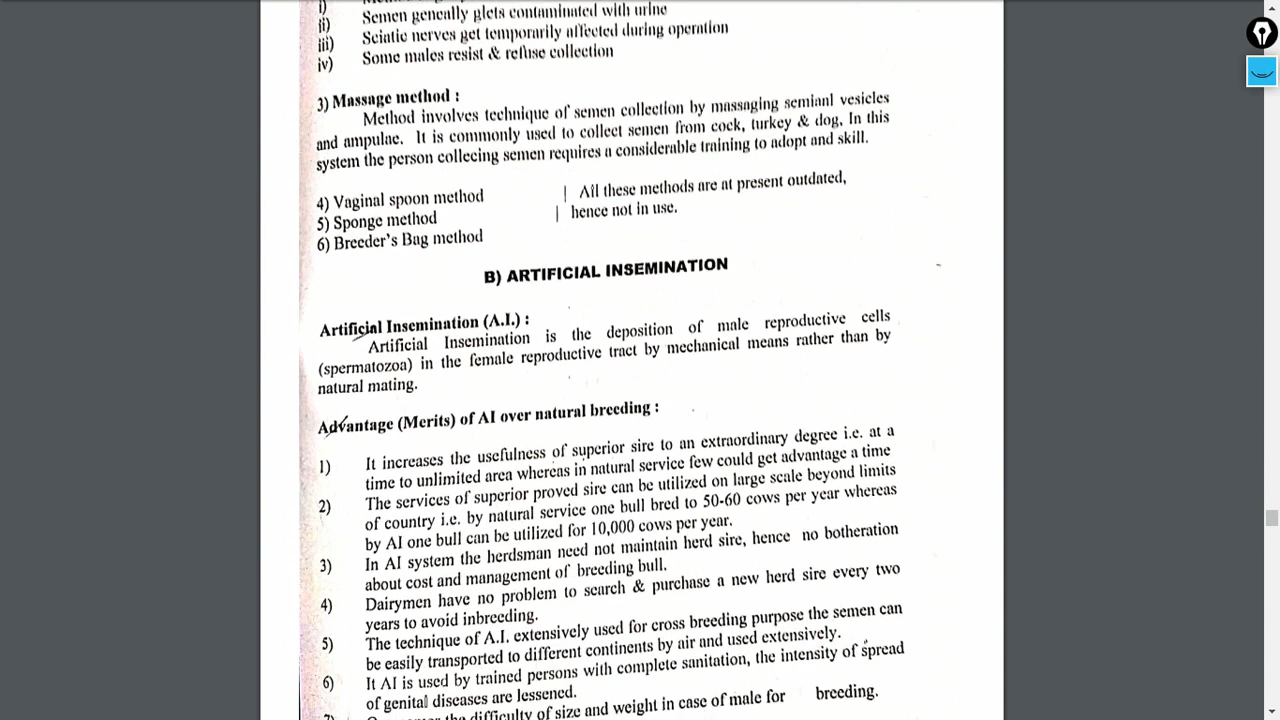 i)
ii) Semen geneally glets contaminated with urlne
iii) Sciatic nerves get temporarily affected during operation
iv) Some males resist & refuse collection
3) Massage method :
Method involves technique of semen collection by massaging semianl vesicles
and ampulae. It is commonly used to collect semen from cock, turkey & dog, In this
system the person collecing semen requires a considerable training to adopt and skill.
4) Vaginal spoon method | All these methods are at present outdated,
5) Sponge method | hence not in use.
6) Breeder's Bag method
B) ARTIFICIAL INSEMINATION
Artificial Insemination (A.I.) :
Artificial Insemination is the deposition of male reproductive cells
(spermatozoa) in the female reproductive tract by mechanical means rather than by
natural mating.
Advantage (Merits) of AI over natural breeding :
1) It increases the usefulness of superior sire to an extraordinary degree i.e. at a
time to unlimited area whereas in natural service few could get advantage a time
2) The services of superior proved sire can be utilized on large scale beyond limits
of country i.e. by natural service one bull bred to 50-60 cows per year whereas
by AI one bull can be utilized for 10,000 cows per year.
3) In AI system the herdsman need not maintain herd sire, hence no botheration
about cost and management of breeding bull.
4) Dairymen have no problem to search & purchase a new herd sire every two
years to avoid inbreeding.
5) The technique of A.I. extensively used for cross breeding purpose the semen can
be easily transported to different continents by air and used extensively.
6) It AI is used by trained persons with complete sanitation, the intensity of spread
of genital diseases are lessened.
the difficulty of size and weight in case of male for breeding.